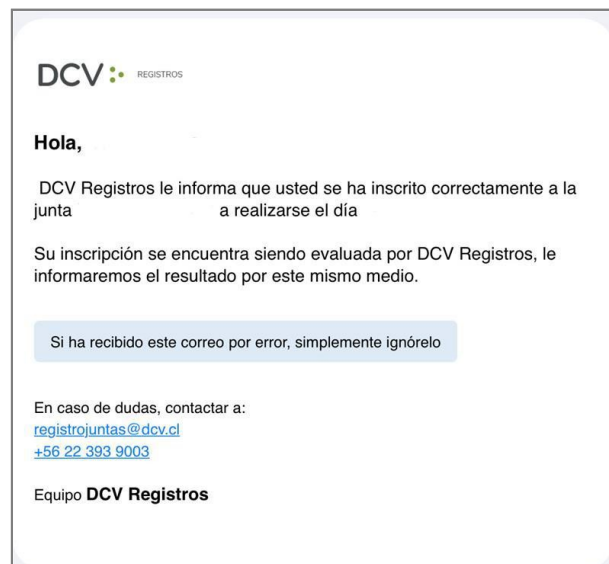 DCV REGISTROS
Hola,
DCV Registros le informa que usted se ha inscrito correctamente a la
junta a realizarse el día
Su inscripción se encuentra siendo evaluada por DCV Registros, le
informaremos el resultado por este mismo medio.
Si ha recibido este correo por error, simplemente ignórelo
En caso de dudas, contactar a:
registrojuntas@dcv.cl
+56 22 393 9003
Equipo DCV Registros